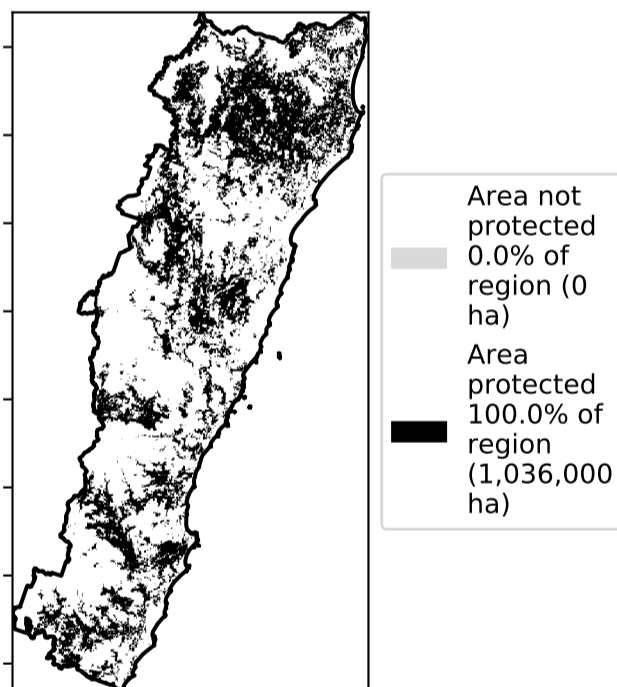 Area not
protected
0.0% of
region (0
ha)
Area
protected
100.0% of
region
(1,036,000
ha)